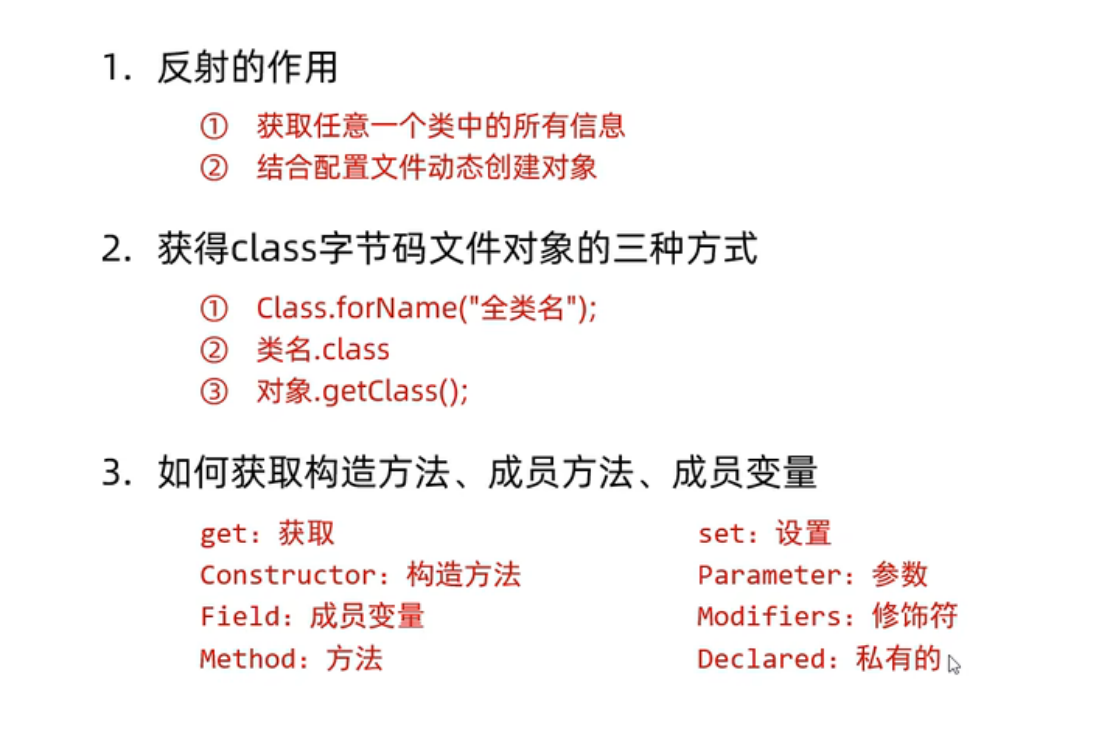 1. 反射的作用
① 获取任意一个类中的所有信息
② 结合配置文件动态创建对象
2. 获得class字节码文件对象的三种方式
① Class.forName("全类名");
② 类名.class
③ 对象.getClass();
3. 如何获取构造方法、成员方法、成员变量
get：获取 set：设置
Constructor：构造方法 Parameter：参数
Field：成员变量 Modifiers：修饰符
Method：方法 Declared：私有的